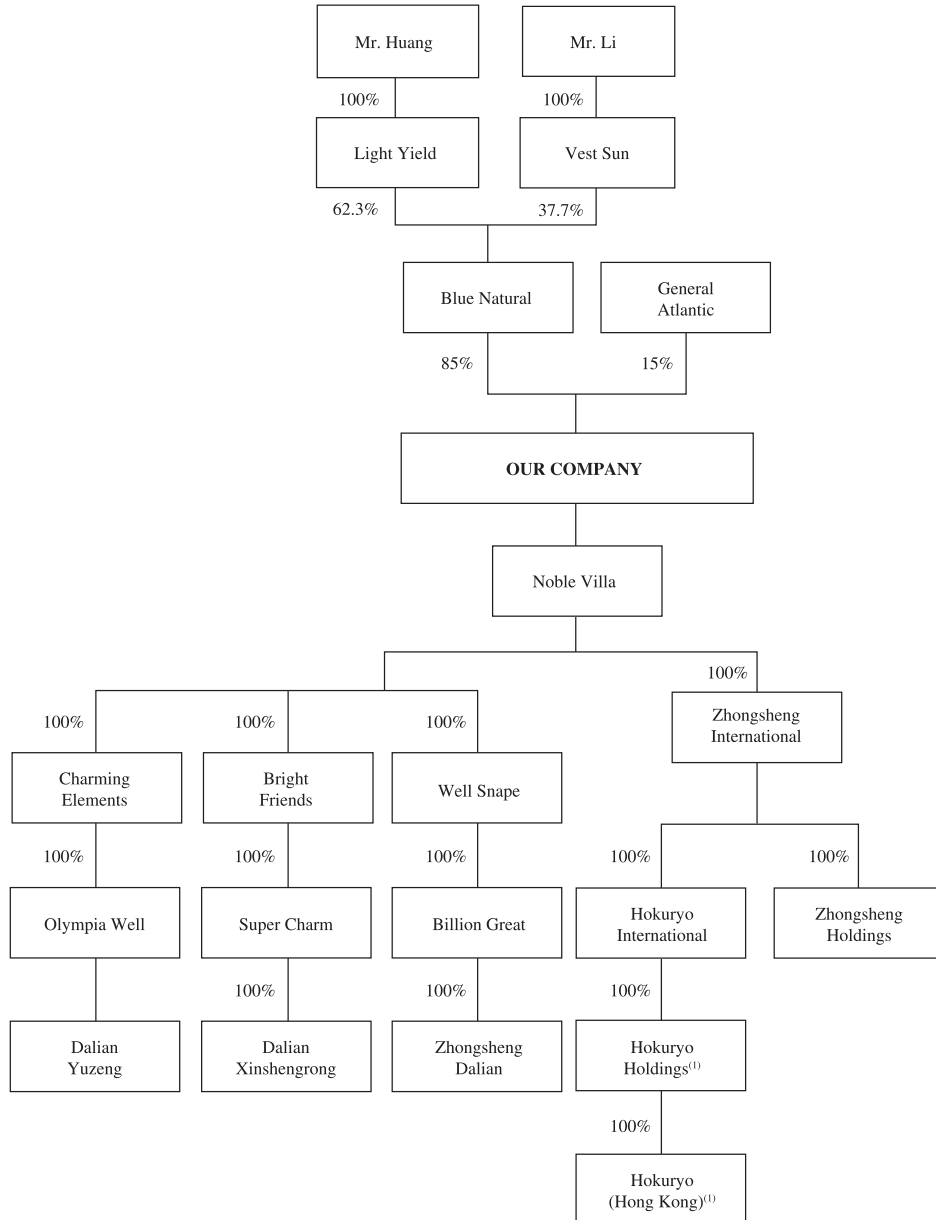 Mr. Huang
Mr. Li
100%
100%
Light Yield
Vest Sun
62.3%
37.7%
Blue Natural
General
Atlantic
85%
15%
OUR COMPANY
Noble Villa
100%
Zhongsheng
International
100%
100%
100%
Charming
Elements
Bright
Friends
Well Snape
100%
100%
100%
100%
100%
Olympia Well
Super Charm
Billion Great
Hokuryo
International
Zhongsheng
Holdings
100%
100%
100%
Dalian
Yuzeng
Dalian
Xinshengrong
Zhongsheng
Dalian
Hokuryo
Holdings(1)
100%
Hokuryo
(Hong Kong)(1)